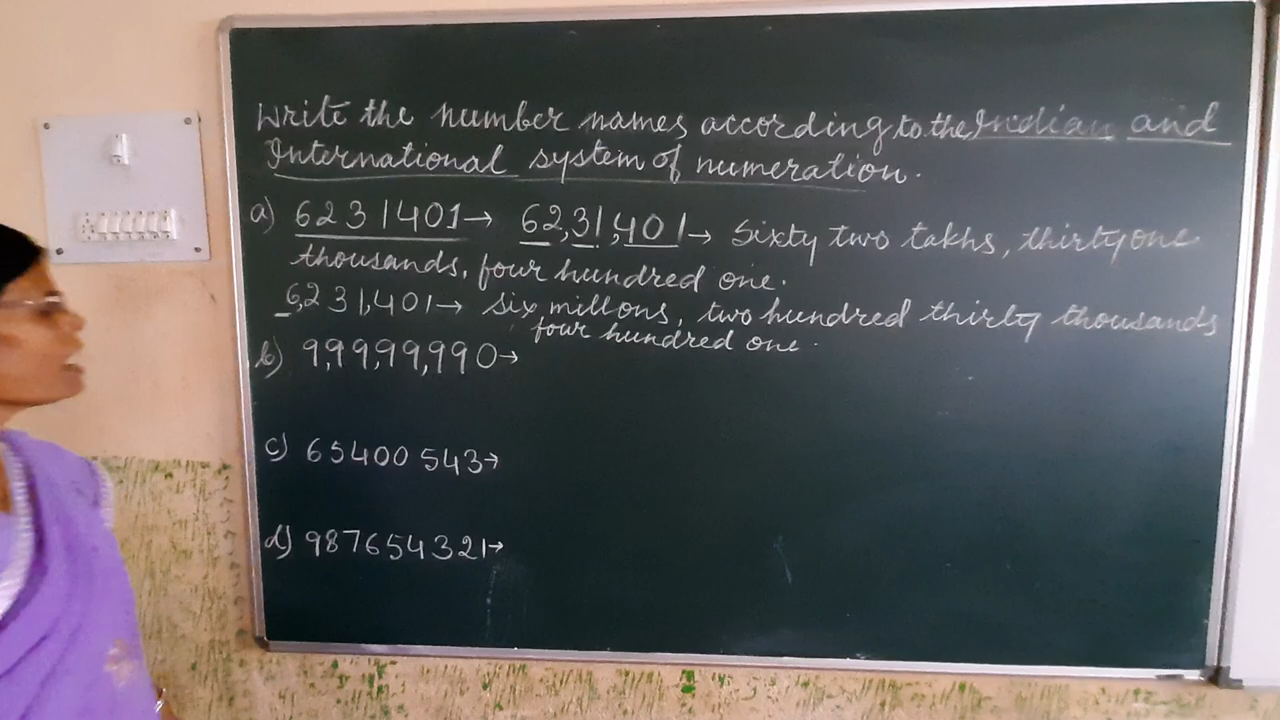 Write the number names according to the Indian and
International system of numeration.
a) 6231401→ 62,31,401→ Sixty two lakhs, thirty one
thousands, four hundred one.
6,231,401→ six millons, two hundred thirty thousands
four hundred one.
b) 9,99,99,990→
c) 65400543→
d) 987654321→